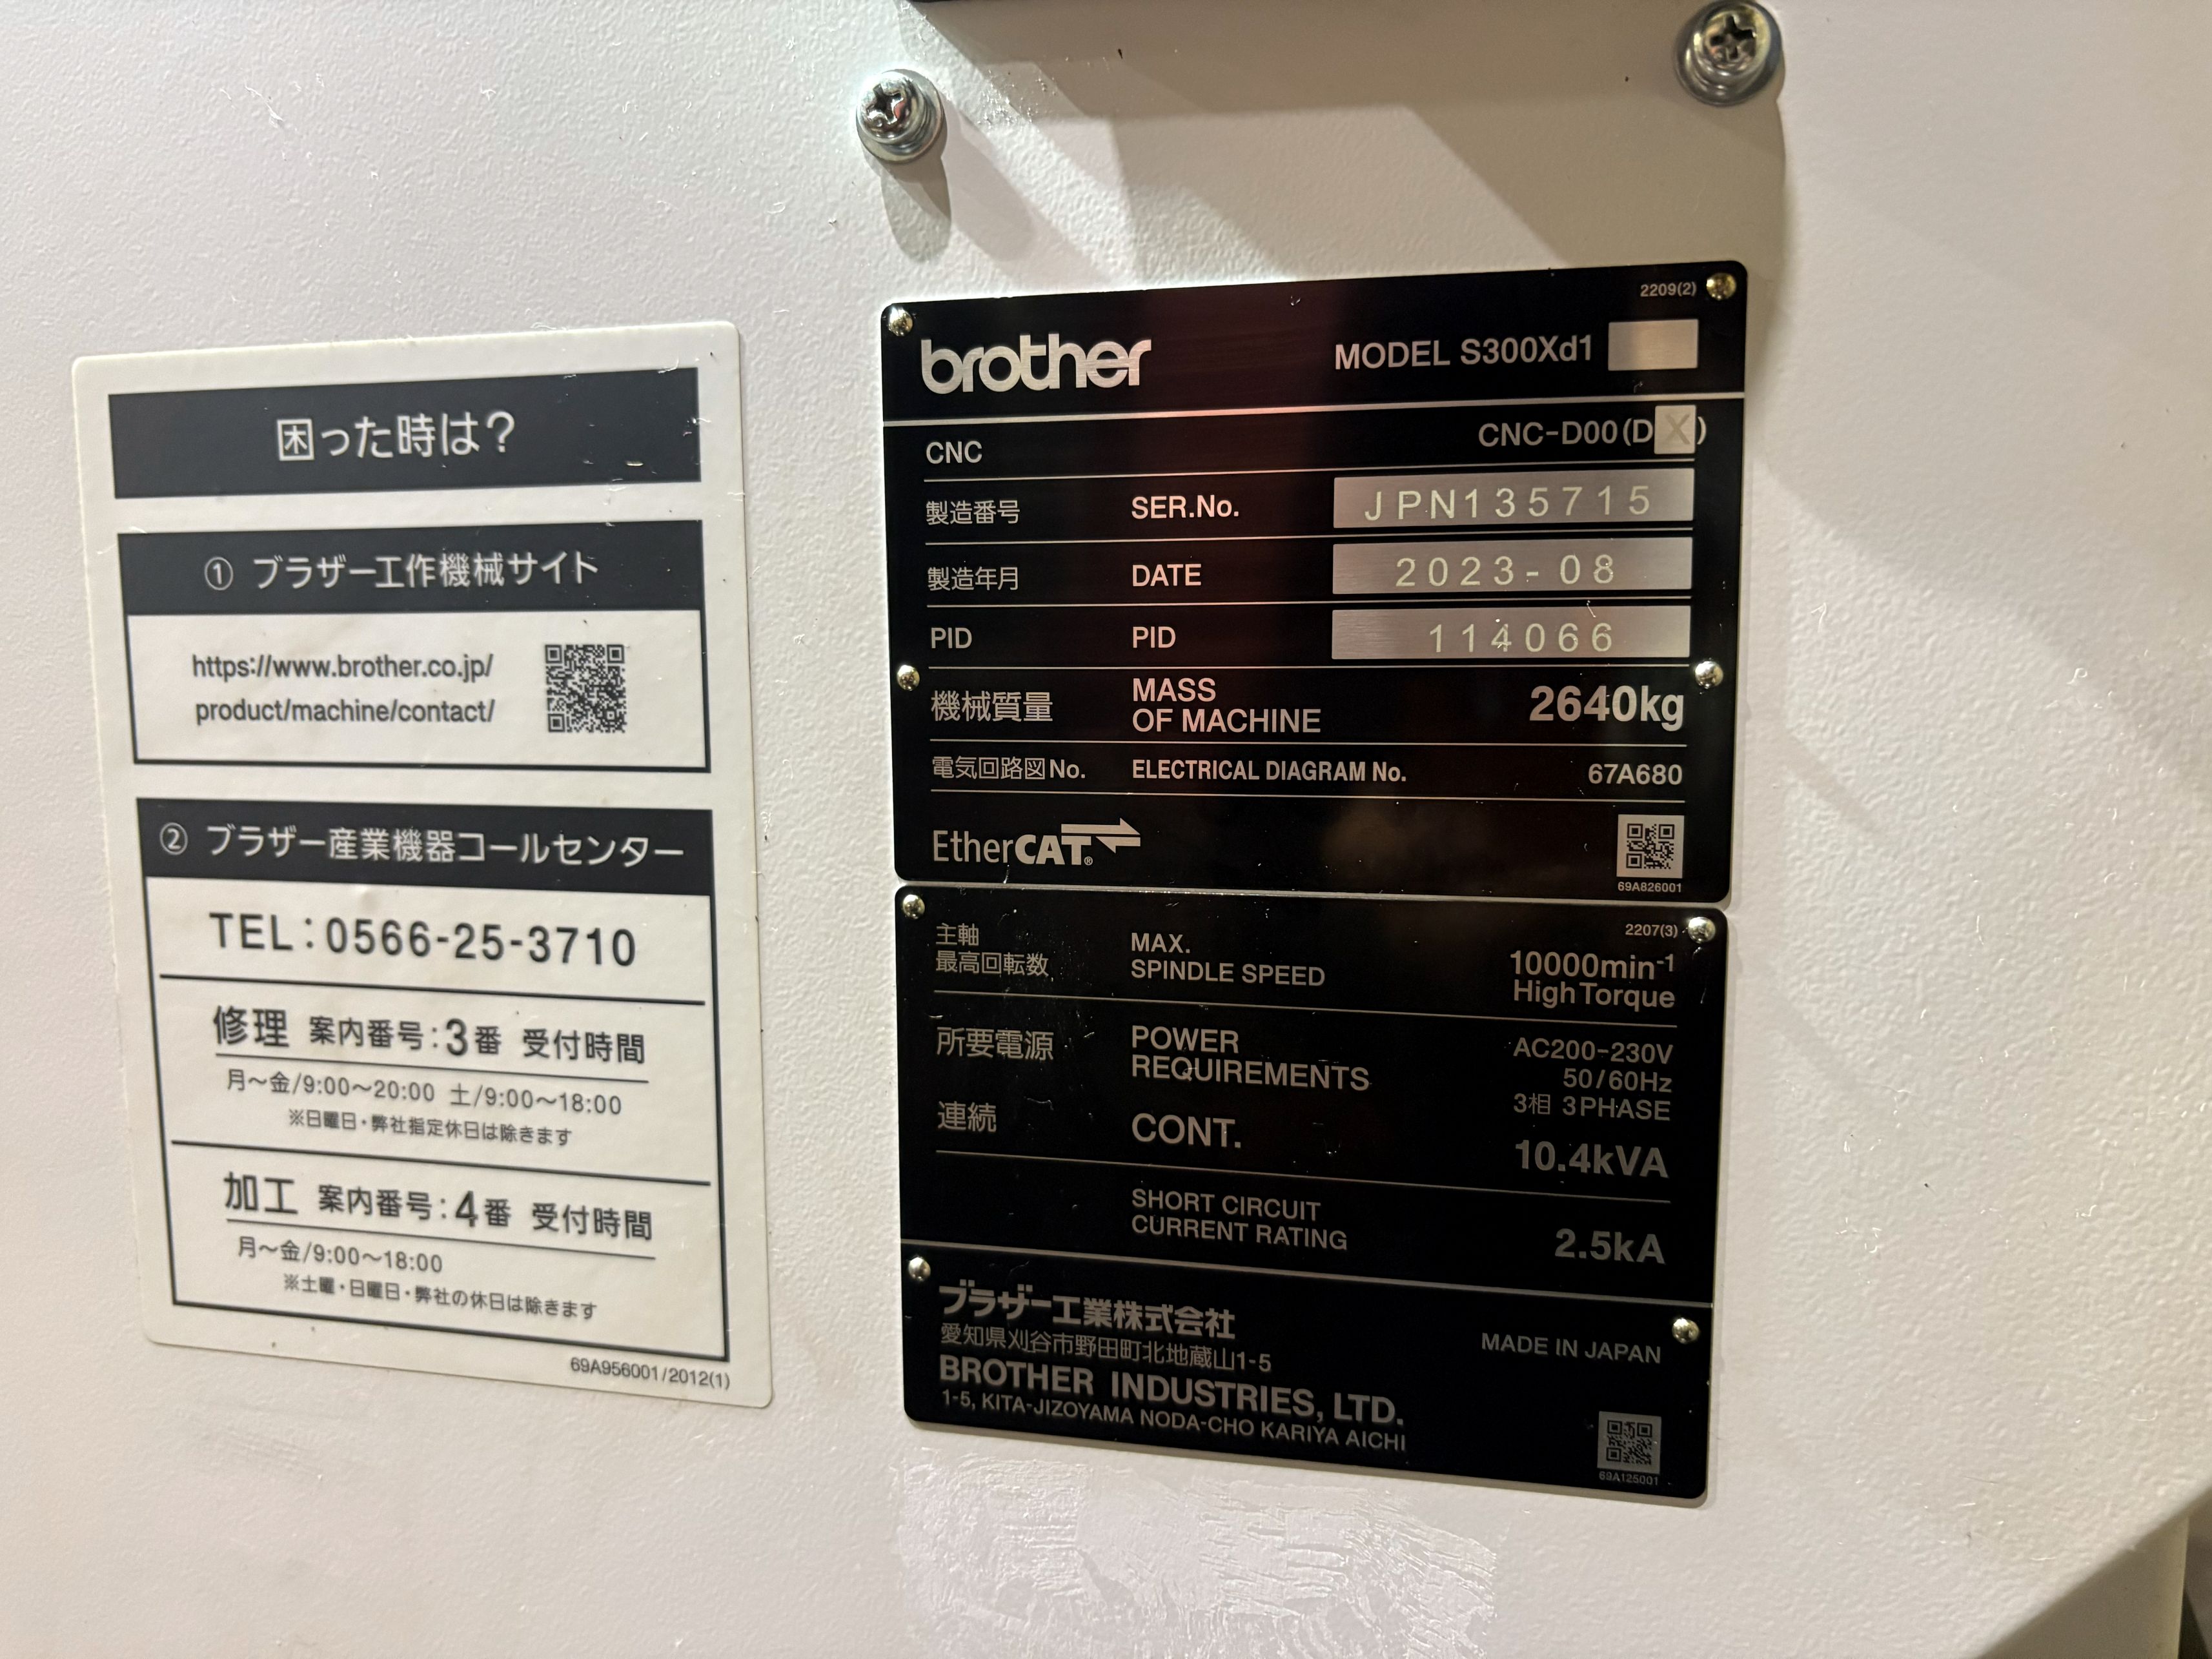 困った時は?
① ブラザー工作機械サイト
https://www.brother.co.jp/
product/machine/contact/
② ブラザー産業機器コールセンター
TEL:0566-25-3710
修理 案内番号:3番 受付時間
月〜金/9:00〜20:00 土/9:00〜18:00
※日曜日・弊社指定休日は除きます
加工 案内番号:4番 受付時間
月〜金/9:00〜18:00
※土曜・日曜日・弊社の休日は除きます
69A956001/2012(1)
2209(2)
brother MODEL S300Xd1
CNC CNC-D00(DX)
製造番号 SER.No. JPN135715
製造年月 DATE 2023-08
PID PID 114066
機械質量 MASS OF MACHINE 2640kg
電気回路図No. ELECTRICAL DIAGRAM No. 67A680
EtherCAT®
69A826001
2207(3)
主軸 最高回転数 MAX. SPINDLE SPEED 10000min-1 High Torque
所要電源 POWER REQUIREMENTS AC200-230V
50/60Hz
3相 3PHASE
連続 CONT. 10.4kVA
SHORT CIRCUIT CURRENT RATING 2.5kA
ブラザー工業株式会社
愛知県刈谷市野田町北地蔵山1-5
MADE IN JAPAN
BROTHER INDUSTRIES, LTD.
1-5, KITA-JIZOYAMA NODA-CHO KARIYA AICHI
69A125001